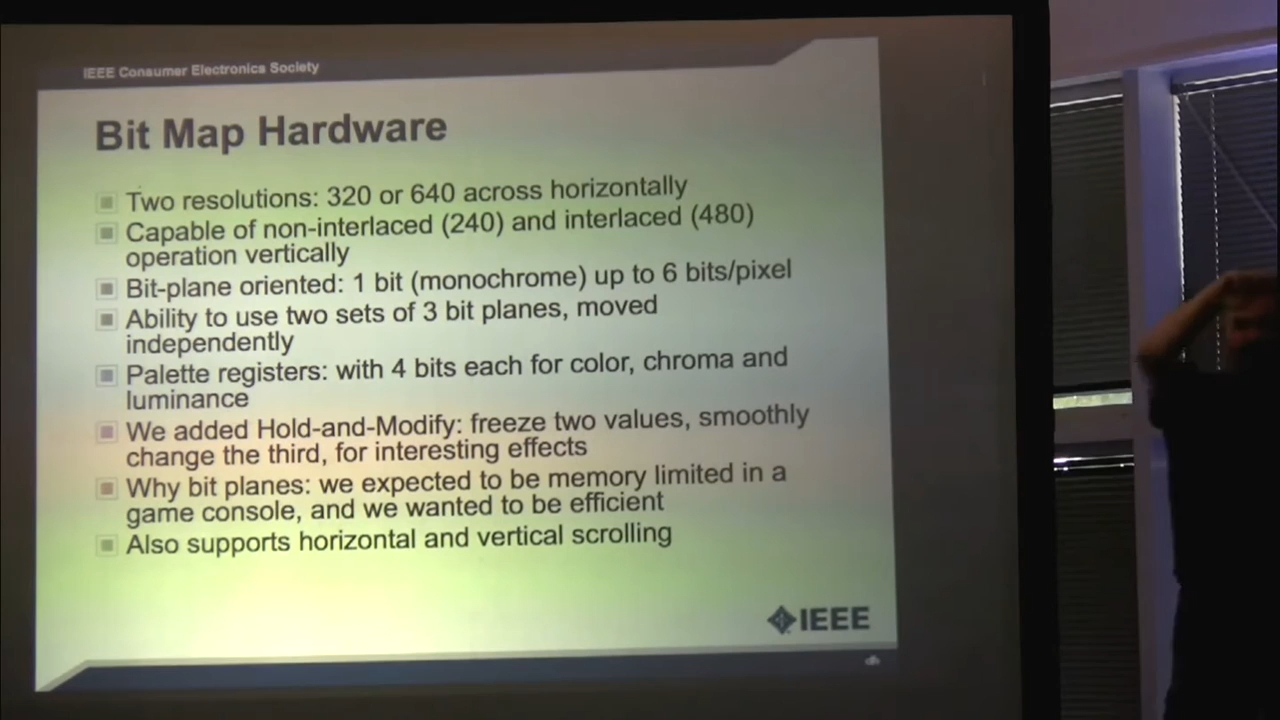 IEEE Consumer Electronics Society
Bit Map Hardware
Two resolutions: 320 or 640 across horizontally
Capable of non-interlaced (240) and interlaced (480)
operation vertically
Bit-plane oriented: 1 bit (monochrome) up to 6 bits/pixel
Ability to use two sets of 3 bit planes, moved
independently
Palette registers: with 4 bits each for color, chroma and
luminance
We added Hold-and-Modify: freeze two values, smoothly
change the third, for interesting effects
Why bit planes: we expected to be memory limited in a
game console, and we wanted to be efficient
Also supports horizontal and vertical scrolling
IEEE